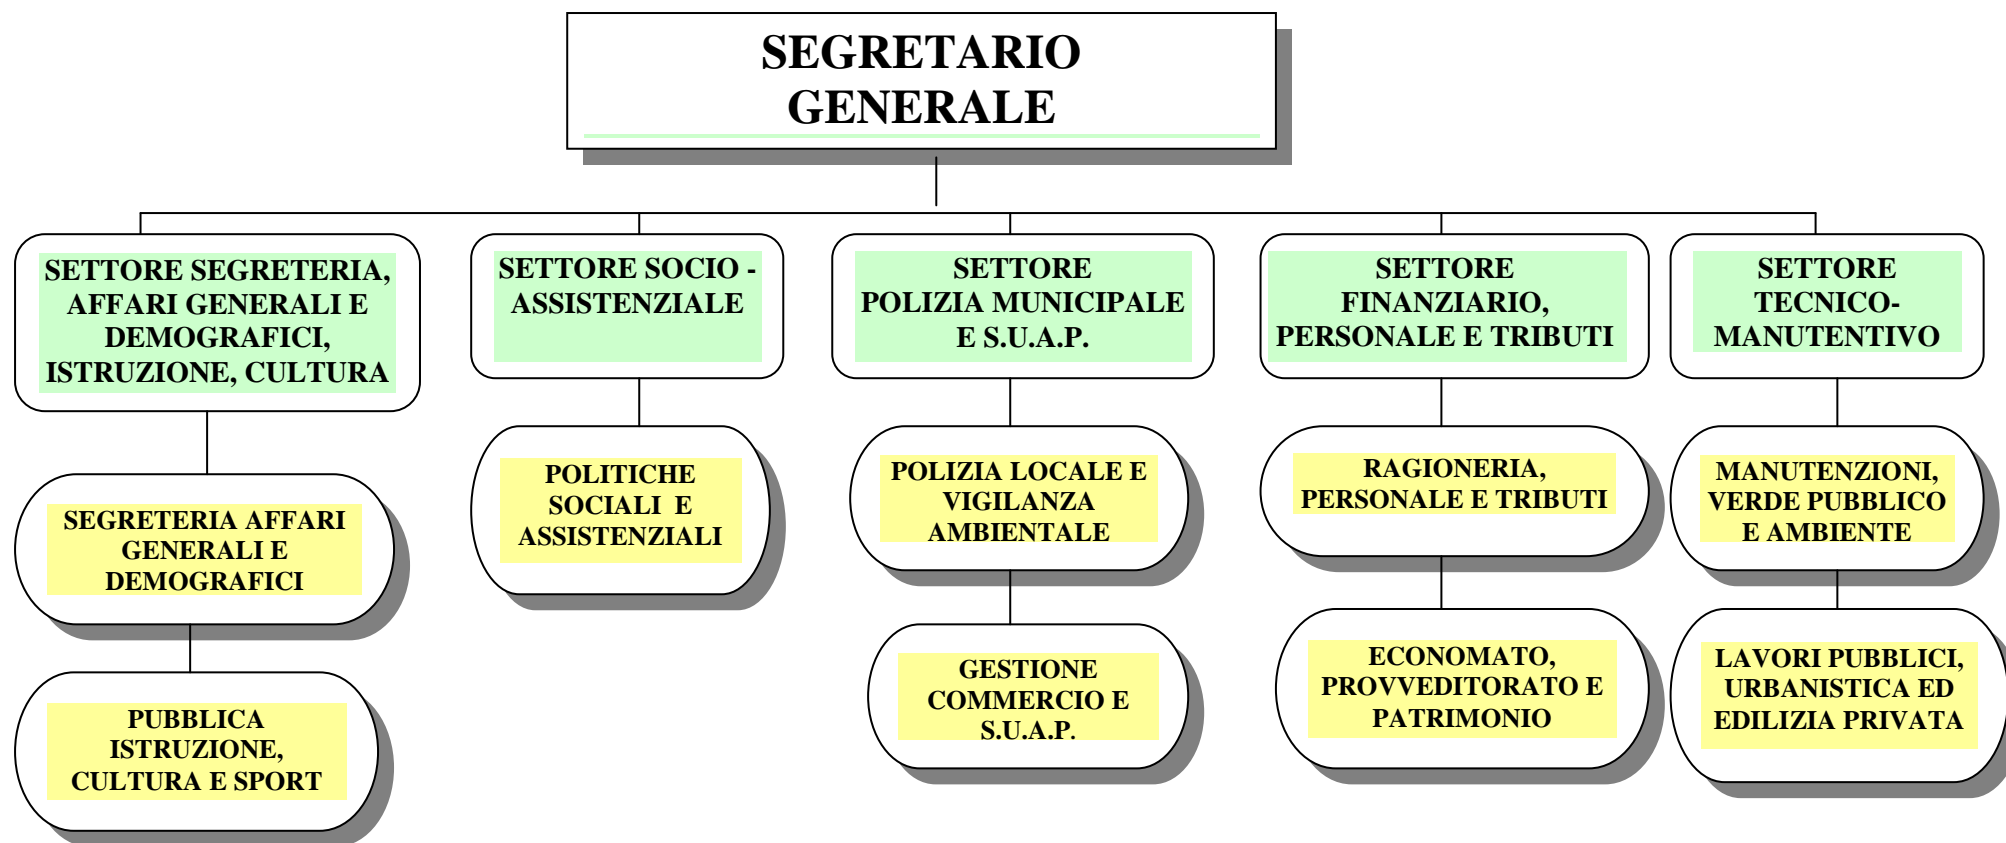 SEGRETARIO
GENERALE
SETTORE SEGRETERIA,
AFFARI GENERALI E
DEMOGRAFICI,
ISTRUZIONE, CULTURA
SETTORE SOCIO -
ASSISTENZIALE
SETTORE
POLIZIA MUNICIPALE
E S.U.A.P.
SETTORE
FINANZIARIO,
PERSONALE E TRIBUTI
SETTORE
TECNICO-
MANUTENTIVO
SEGRETERIA AFFARI
GENERALI E
DEMOGRAFICI
POLITICHE
SOCIALI E
ASSISTENZIALI
POLIZIA LOCALE E
VIGILANZA
AMBIENTALE
RAGIONERIA,
PERSONALE E TRIBUTI
MANUTENZIONI,
VERDE PUBBLICO
E AMBIENTE
PUBBLICA
ISTRUZIONE,
CULTURA E SPORT
GESTIONE
COMMERCIO E
S.U.A.P.
ECONOMATO,
PROVVEDITORATO E
PATRIMONIO
LAVORI PUBBLICI,
URBANISTICA ED
EDILIZIA PRIVATA